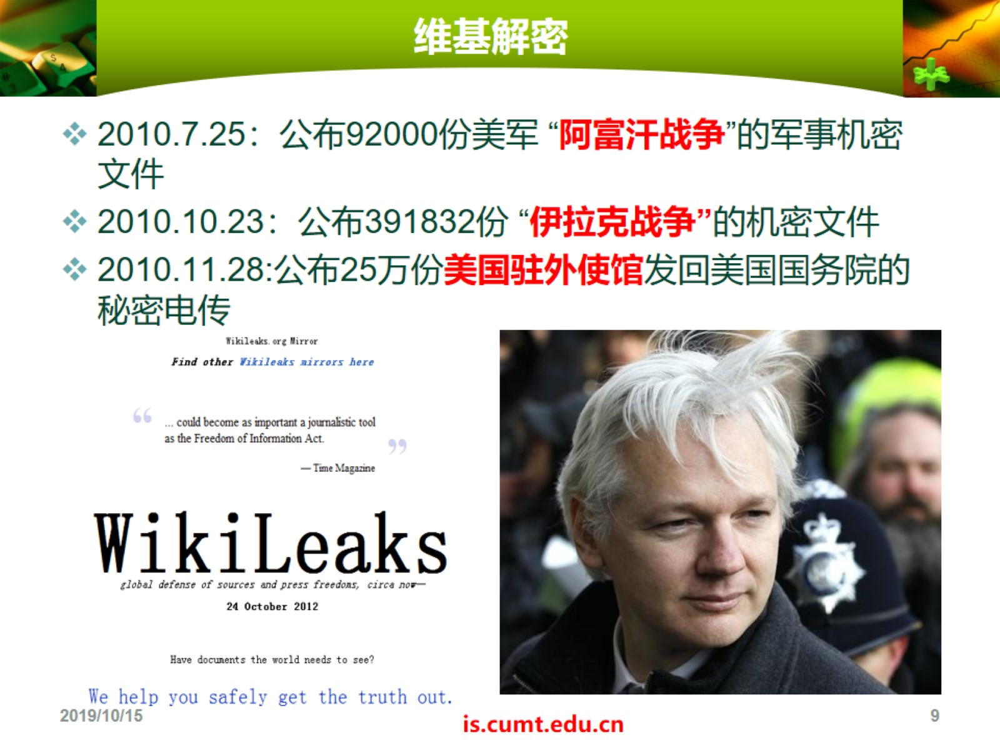 维基解密
2010.7.25：公布92000份美军 “阿富汗战争”的军事机密
文件
2010.10.23：公布391832份 “伊拉克战争”的机密文件
2010.11.28:公布25万份美国驻外使馆发回美国国务院的
秘密电传
Wikileaks.org Mirror
Find other Wikileaks mirrors here
“ ... could become as important a journalistic tool
as the Freedom of Information Act. ”
— Time Magazine
WikiLeaks
global defense of sources and press freedoms, circa now—
24 October 2012
Have documents the world needs to see?
We help you safely get the truth out.
2019/10/15
is.cumt.edu.cn
9